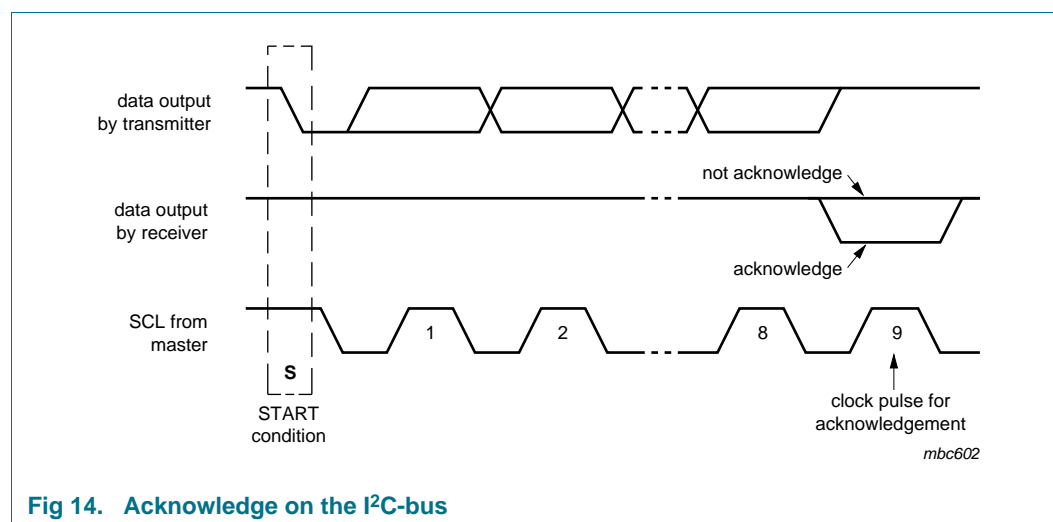 data output
by transmitter
not acknowledge
data output
by receiver
acknowledge
SCL from
master
1
2
8
9
S
START
condition
clock pulse for
acknowledgement
mbc602
Fig 14. Acknowledge on the I²C-bus